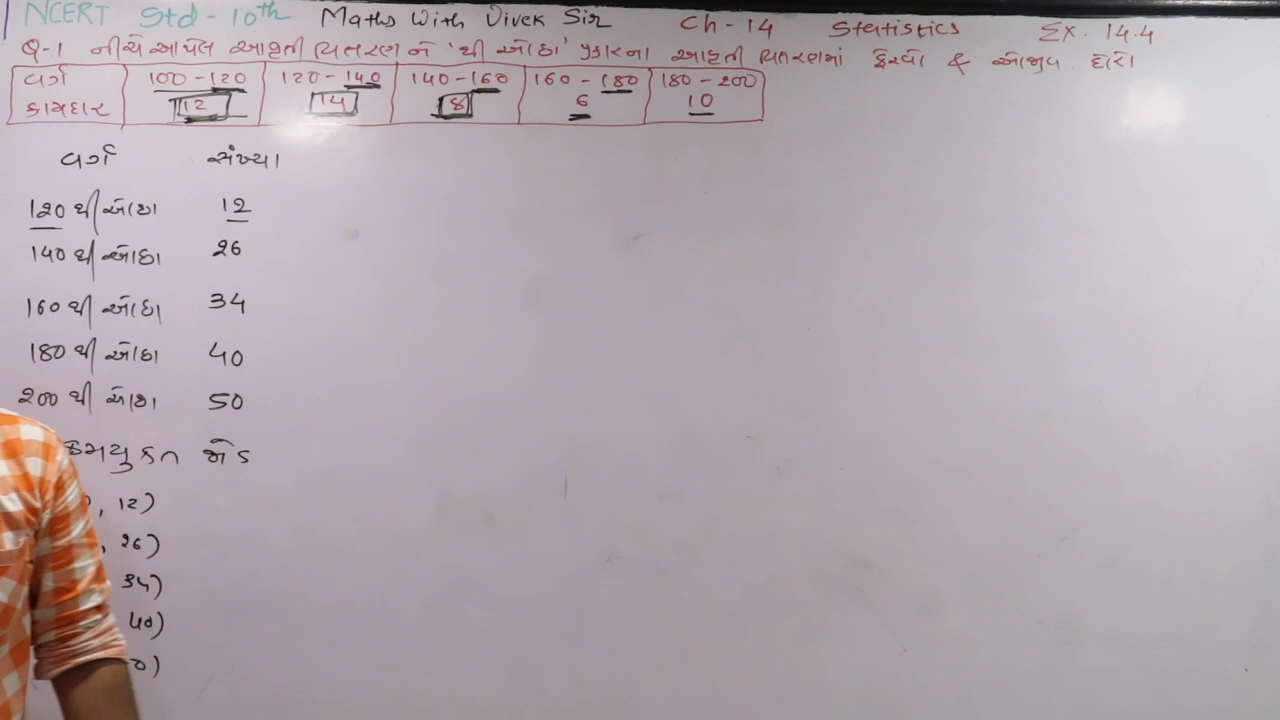 NCERT Std - 10th Maths With Vivek Sir Ch - 14 Statistics Ex. 14.4
Q-1 નીચે આપેલ આવૃતી વિતરણ ને 'થી ઓછા' પ્રકારના આવૃતી વિતરણમાં ફેરવો & ઓજીવ દોરો
વર્ગ 100 - 120 120 - 140 140 - 160 160 - 180 180 - 200
કામદાર 12 14 8 6 10
વર્ગ સંખ્યા
120 થી ઓછા 12
140 થી ઓછા 26
160 થી ઓછા 34
180 થી ઓછા 40
200 થી ઓછા 50
ક્રમયુક્ત જોડ
, 12)
, 26)
34)
40)
0)